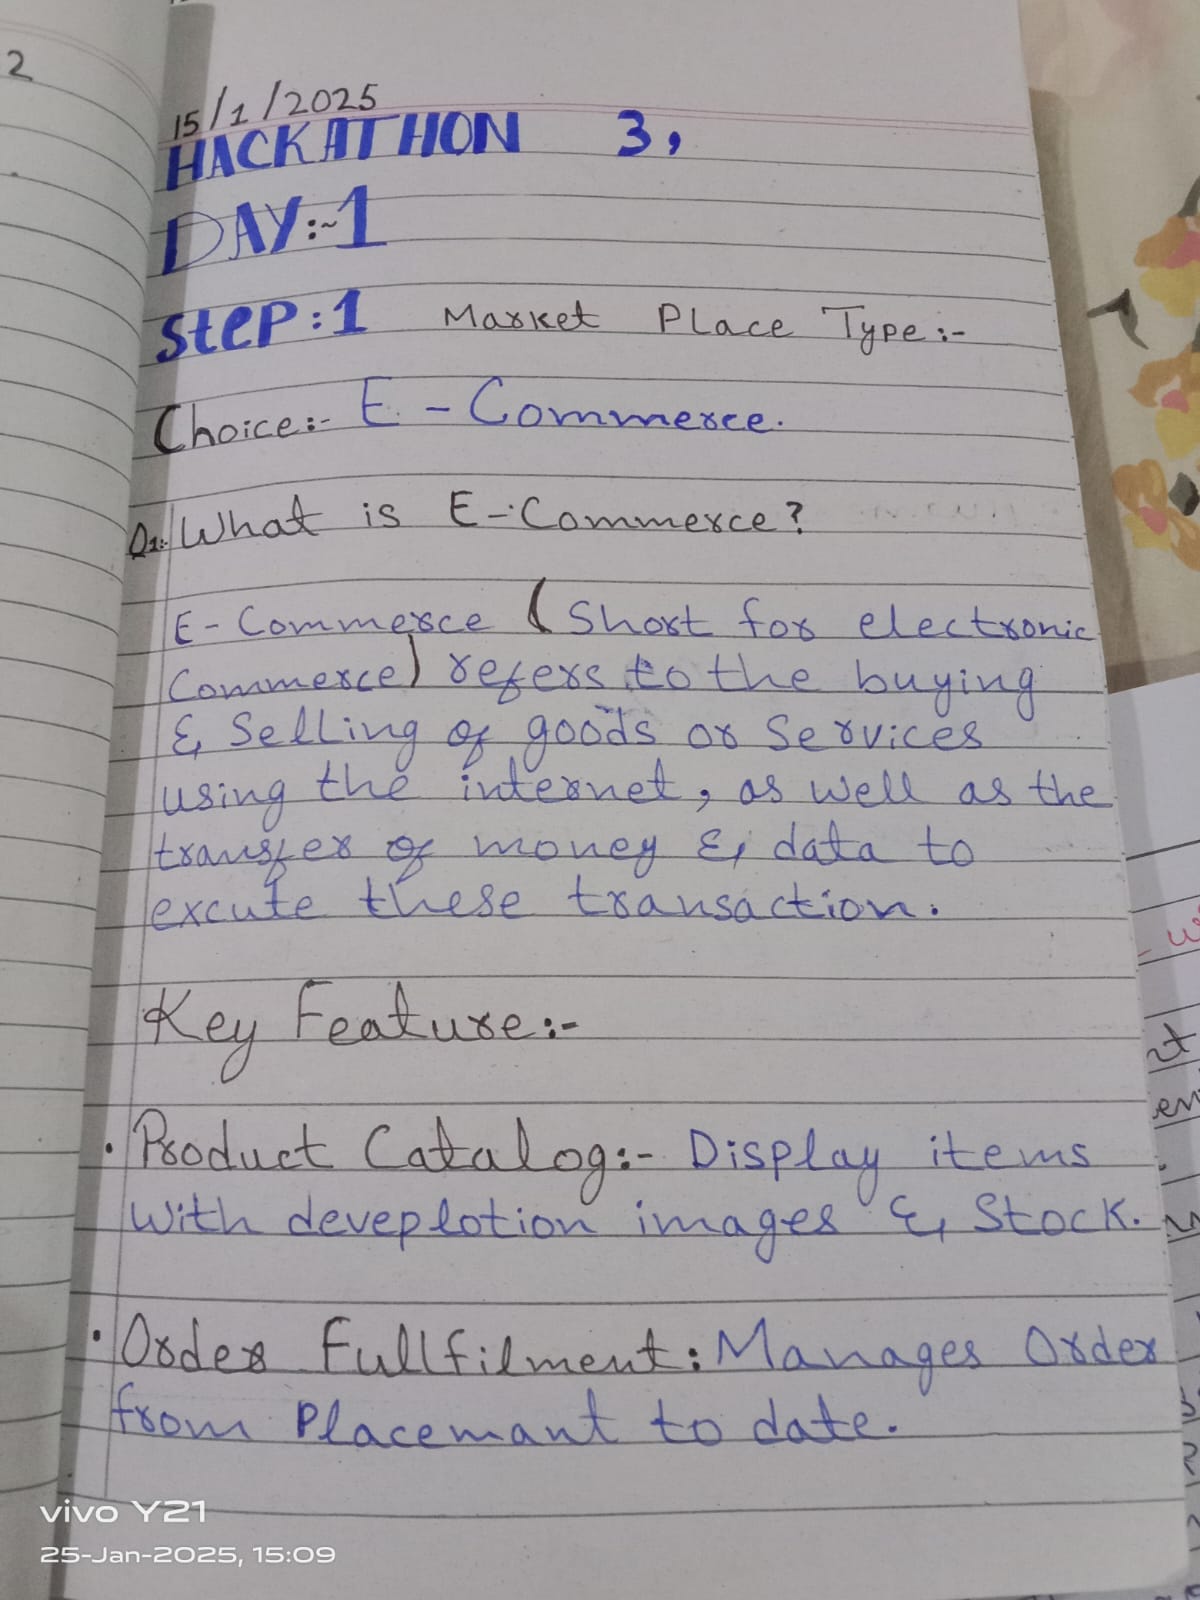 2
15/1/2025
HACKATHON 3,
DAY:-1
Step:1 Market Place Type:-
Choice:- E-Commerce.
Q1:- What is E-Commerce?
E-Commerce (Short for electronic
Commerce) refers to the buying
& Selling of goods or Services
using the internet, as well as the
transfer of money & data to
excute these transaction.
Key Feature:-
• Product Catalog:- Display items
with deveplotion images & Stock.
• Order Fullfilment: Manages Order
from Placemant to date.
vivo Y21
25-Jan-2025, 15:09